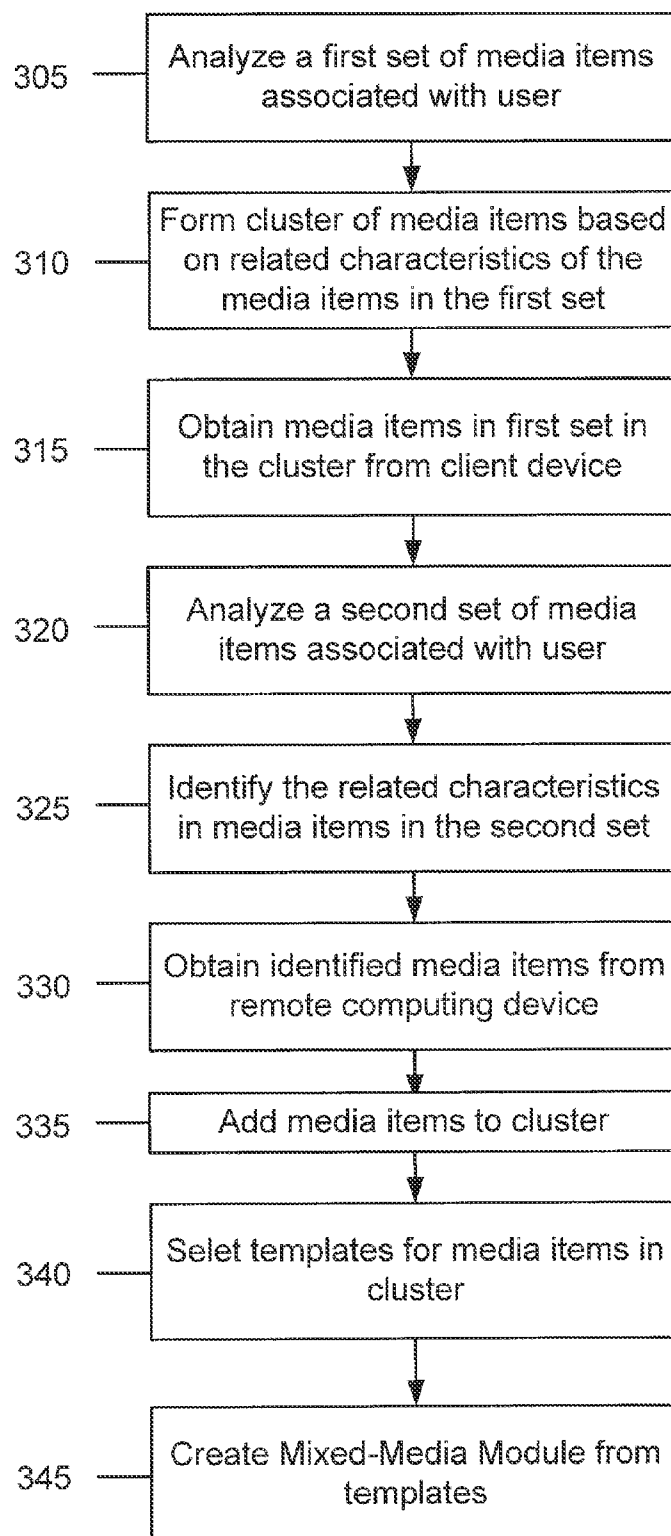 305
Analyze a first set of media items
associated with user
310
Form cluster of media items based
on related characteristics of the
media items in the first set
315
Obtain media items in first set in
the cluster from client device
320
Analyze a second set of media
items associated with user
325
Identify the related characteristics
in media items in the second set
330
Obtain identified media items from
remote computing device
335
Add media items to cluster
340
Selet templates for media items in
cluster
345
Create Mixed-Media Module from
templates